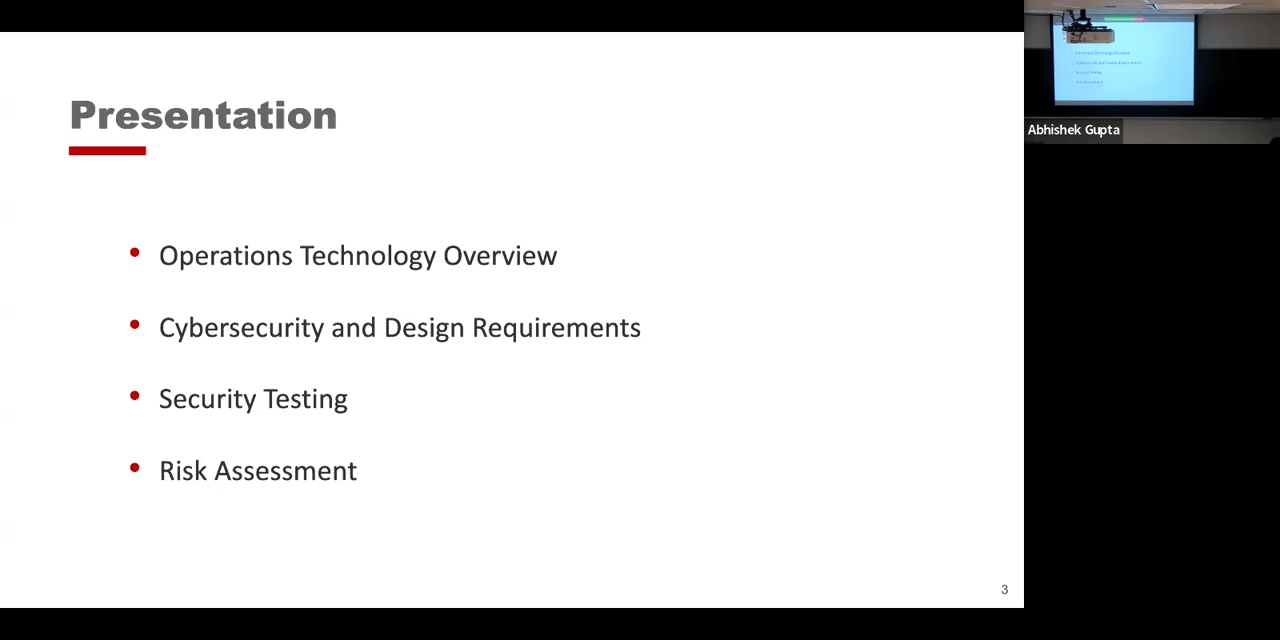 Presentation
• Operations Technology Overview
• Cybersecurity and Design Requirements
• Security Testing
• Risk Assessment
3
Abhishek Gupta